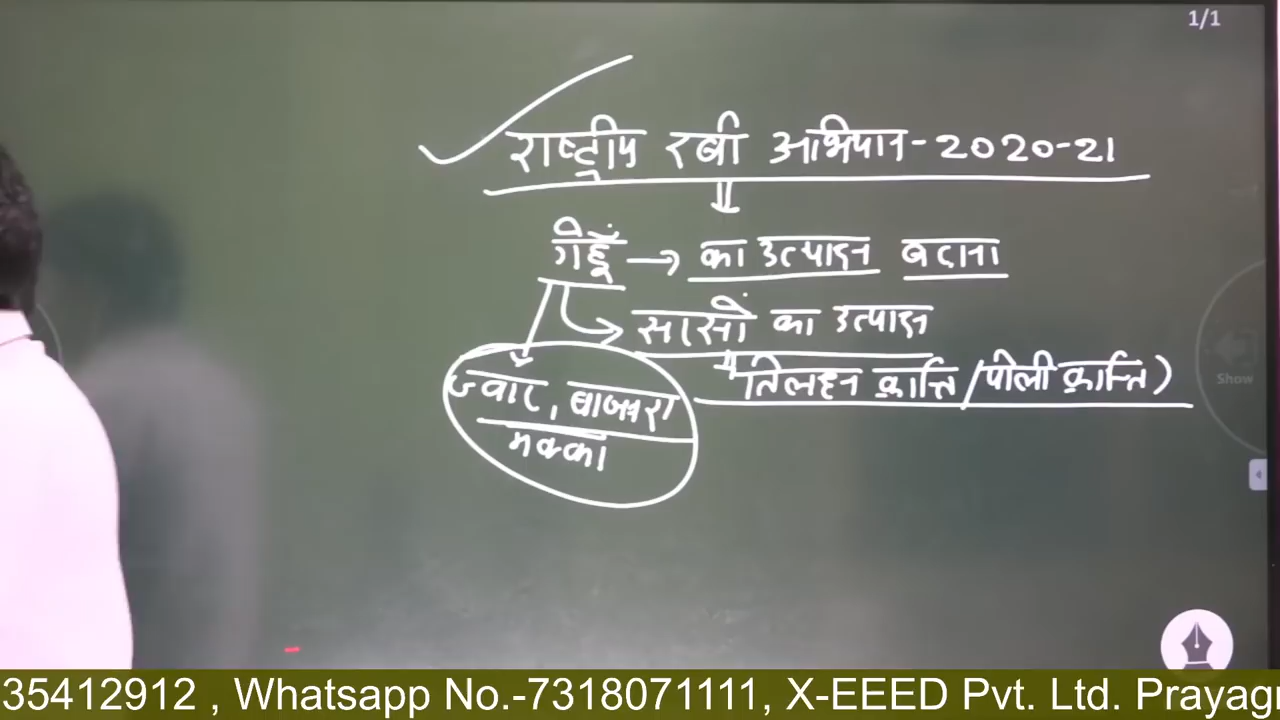 1/1
राष्ट्रीय रबी अभियान-2020-21
गेहूँ → का उत्पादन बढाना
सरसों का उत्पादन
तिलहन क्रान्ति/पीली क्रान्ति)
ज्वार, बाजरा
मक्का
Show
35412912 , Whatsapp No.-7318071111, X-EEED Pvt. Ltd. Prayag